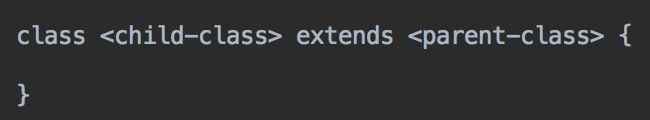 class <child-class> extends <parent-class> {
}